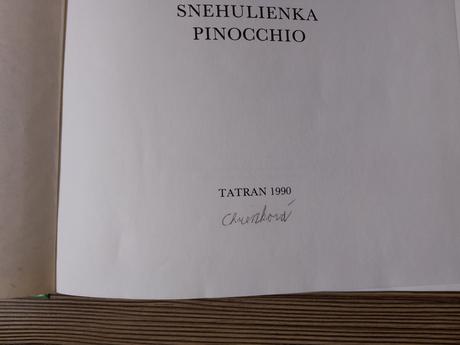 SNEHULIENKA
PINOCCHIO
TATRAN 1990